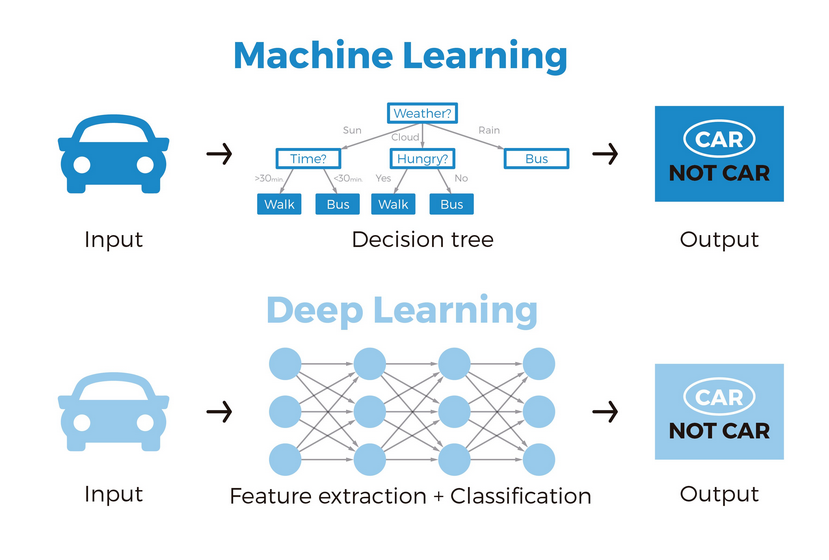 Machine Learning
Weather?
Sun
Cloud
Rain
Time?
Hungry?
Bus
>30min.
<30min.
Yes
No
Walk
Bus
Walk
Bus
CAR
NOT CAR
Input
Decision tree
Output
Deep Learning
CAR
NOT CAR
Input
Feature extraction + Classification
Output